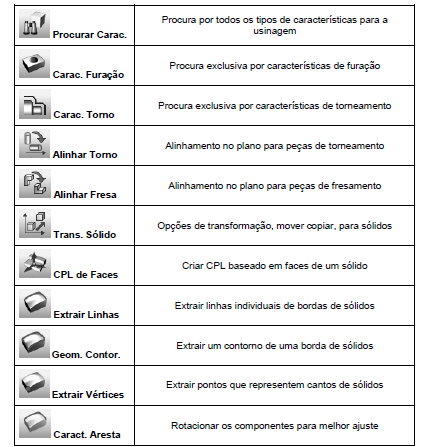 Procurar Carac.
Procura por todos os tipos de características para a
usinagem
Carac. Furação
Procura exclusiva por características de furação
Carac. Torno
Procura exclusiva por características de torneamento
Alinhar Torno
Alinhamento no plano para peças de torneamento
Alinhar Fresa
Alinhamento no plano para peças de fresamento
Trans. Sólido
Opções de transformação, mover copiar, para sólidos
CPL de Faces
Criar CPL baseado em faces de um sólido
Extrair Linhas
Extrair linhas individuais de bordas de sólidos
Geom. Contor.
Extrair um contorno de uma borda de sólidos
Extrair Vértices
Extrair pontos que representem cantos de sólidos
Caract. Aresta
Rotacionar os componentes para melhor ajuste